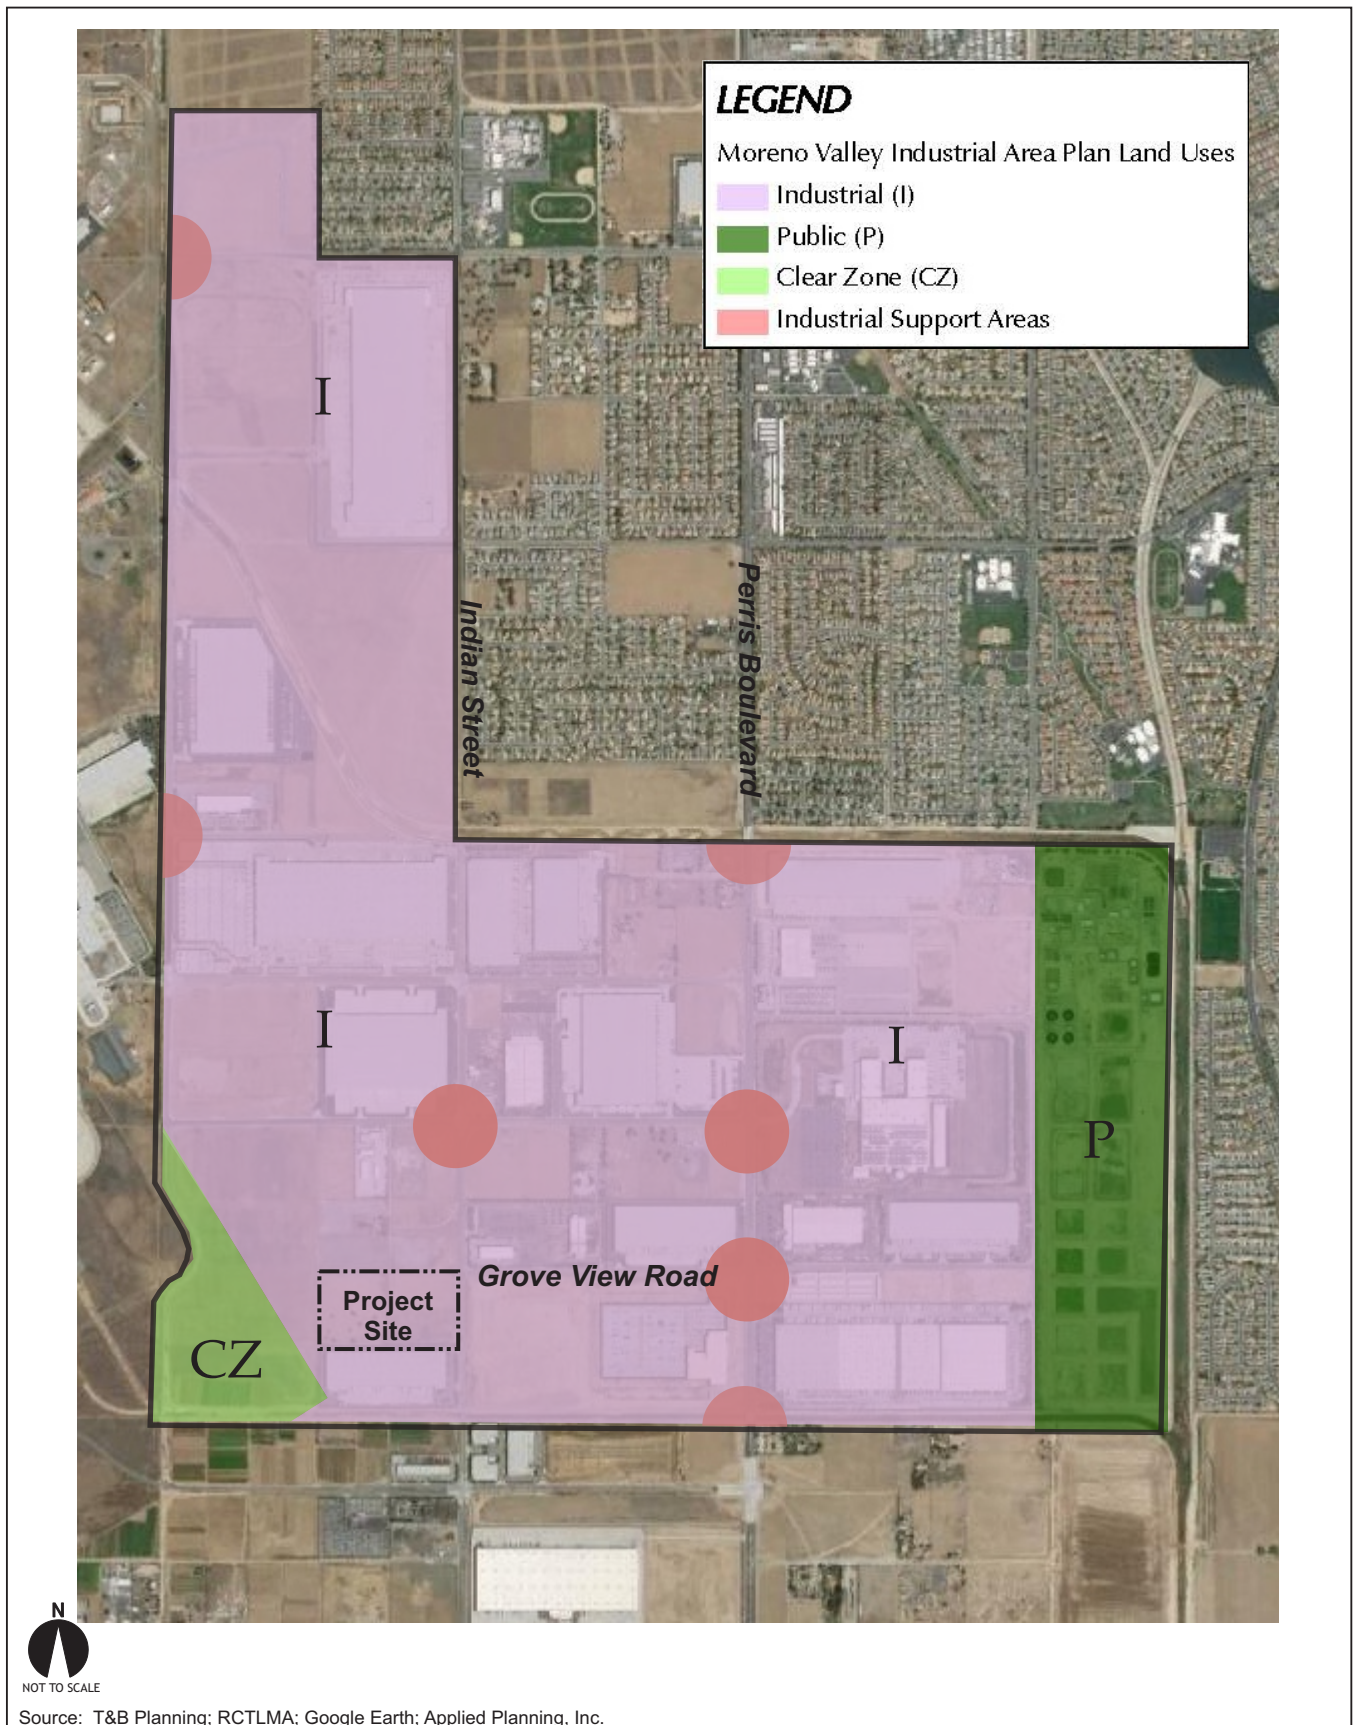 LEGEND
Moreno Valley Industrial Area Plan Land Uses
Industrial (I)
Public (P)
Clear Zone (CZ)
Industrial Support Areas
I
Indian Street
Perris Boulevard
I
I
P
Grove View Road
Project
Site
CZ
N
NOT TO SCALE
Source: T&B Planning; RCTLMA; Google Earth; Applied Planning, Inc.